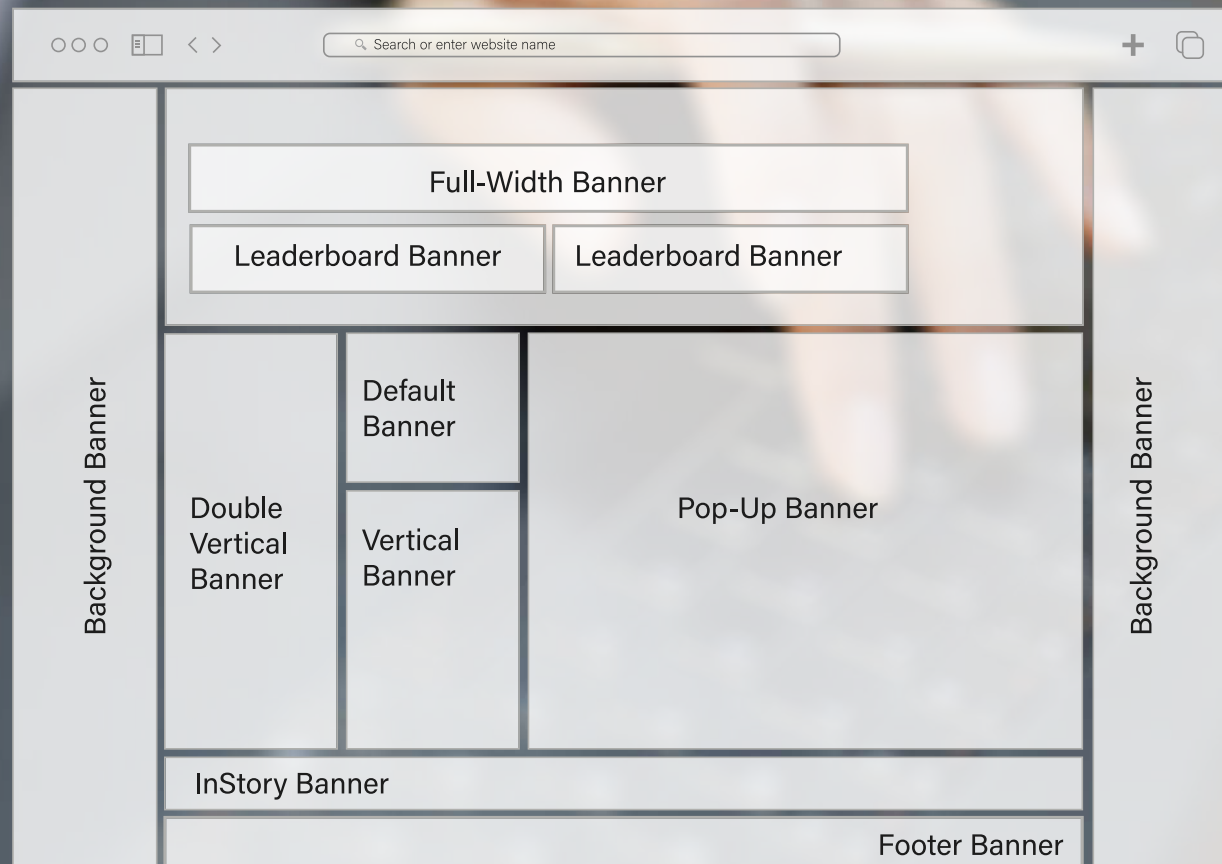 Search or enter website name
Full-Width Banner
Leaderboard Banner
Leaderboard Banner
Background Banner
Double
Vertical
Banner
Default
Banner
Vertical
Banner
Pop-Up Banner
Background Banner
InStory Banner
Footer Banner